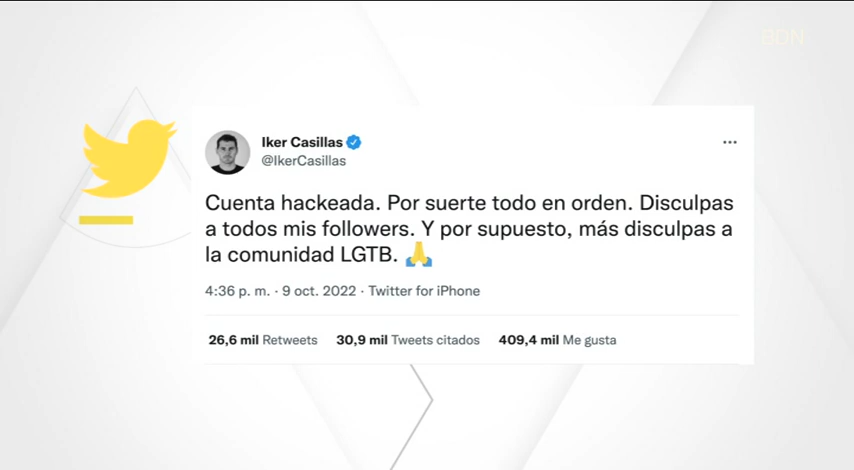 GDN
Iker Casillas
@IkerCasillas
Cuenta hackeada. Por suerte todo en orden. Disculpas
a todos mis followers. Y por supuesto, más disculpas a
la comunidad LGTB. 🙏
4:36 p. m. · 9 oct. 2022 · Twitter for iPhone
26,6 mil Retweets 30,9 mil Tweets citados 409,4 mil Me gusta